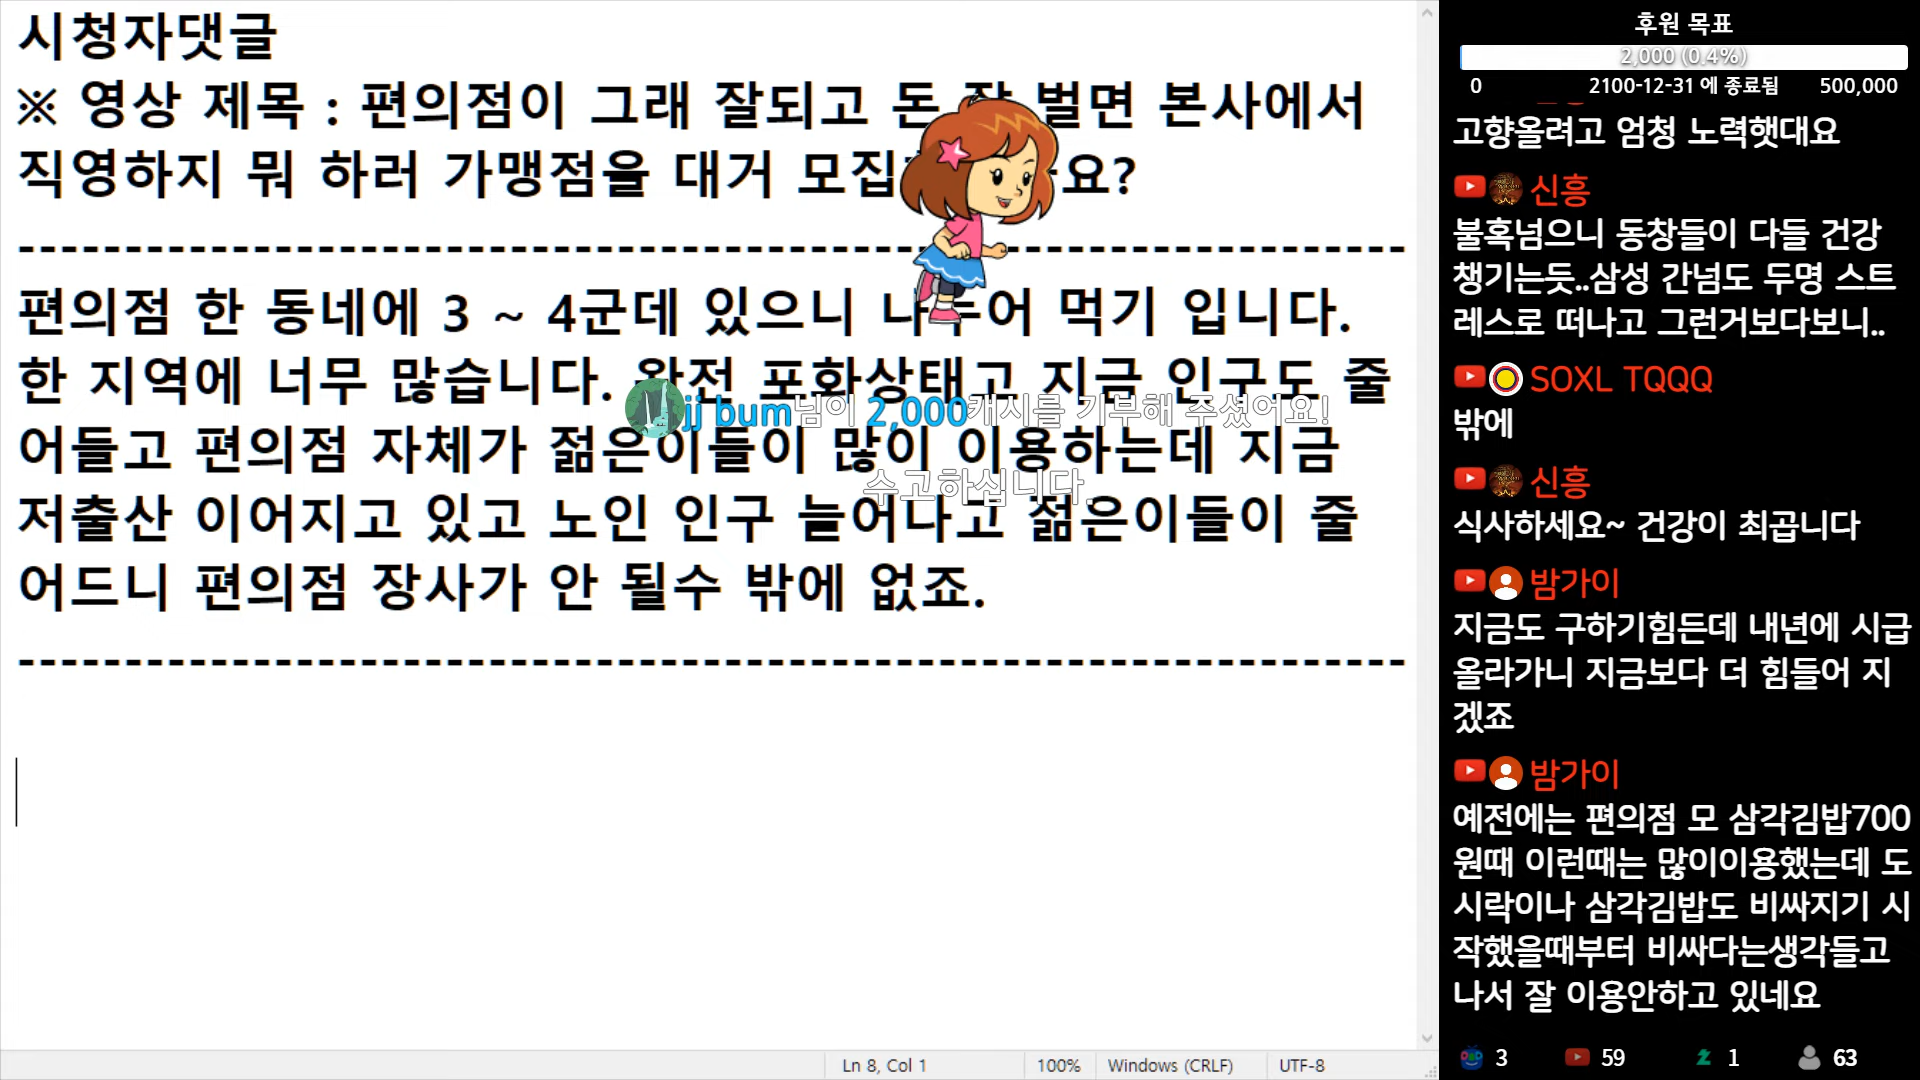 시청자댓글
※ 영상 제목 : 편의점이 그래 잘되고 돈 잘 벌면 본사에서
직영하지 뭐 하러 가맹점을 대거 모집 요?
편의점 한 동네에 3 ~ 4군데 있으니 나누어 먹기 입니다.
한 지역에 너무 많습니다. 완전 포화상태고 지금 인구도 줄
어들고 편의점 자체가 젊은이들이 많이 이용하는데 지금
저출산 이어지고 있고 노인 인구 늘어나고 젊은이들이 줄
어드니 편의점 장사가 안 될수 밖에 없죠.
jj bum님이 2,000캐시를 기부해 주셨어요!
수고하십니다.
Ln 8, Col 1
100%
Windows (CRLF)
UTF-8
후원 목표
2,000 (0.4%)
0 2100-12-31 에 종료됨 500,000
고향올려고 엄청 노력햇대요
신흥
불혹넘으니 동창들이 다들 건강
챙기는듯..삼성 간넘도 두명 스트
레스로 떠나고 그런거보다보니..
SOXL TQQQ
밖에
신흥
식사하세요~ 건강이 최곱니다
밤가이
지금도 구하기힘든데 내년에 시급
올라가니 지금보다 더 힘들어 지
겠죠
밤가이
예전에는 편의점 모 삼각김밥700
원때 이런때는 많이이용했는데 도
시락이나 삼각김밥도 비싸지기 시
작했을때부터 비싸다는생각들고
나서 잘 이용안하고 있네요
3 59 1 63